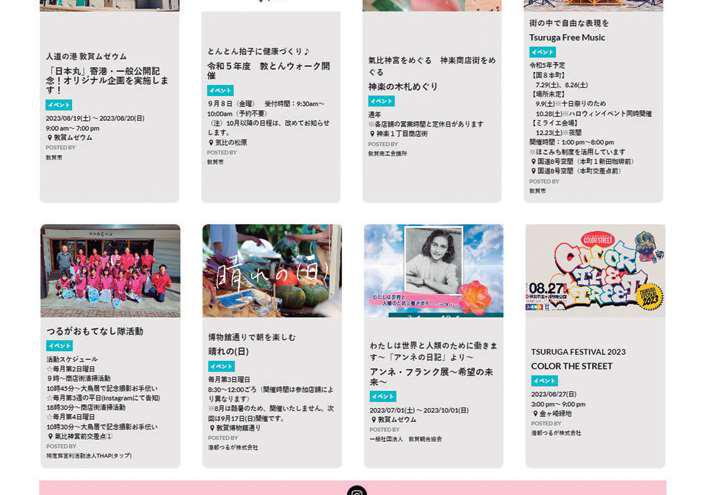 人道の港 敦賀ムゼウム
「日本丸」寄港・一般公開記
念！オリジナル企画を実施しま
す！
イベント
2023/08/19(土) ～ 2023/08/20(日)
9:00 am～ 7:00 pm
敦賀ムゼウム
POSTED BY
敦賀市
とんとん拍子に健康づくり♪
令和５年度　敦とんウォーク開
催
イベント
９月８日（金曜）　受付時間：9:30am～
10:00am（予約不要）
（注）10月以降の日程は、改めてお知らせ
します。
気比の松原
POSTED BY
敦賀市
氣比神宮をめぐる　神楽商店街をめ
ぐる
神楽の木札めぐり
イベント
通年
※各店舗の営業時間と定休日があります
神楽１丁目商店街
POSTED BY
敦賀商工会議所
街の中で自由な表現を
Tsuruga Free Music
イベント
令和5年予定
【国８本町】
7.29(土)、8.26(土)
【場所未定】
9.9(土)※十日祭りのため
10.28(土)※ハロウィンイベント同時開催
【ミライエ会場】
12.23(土)※夜間
開催時間：1:00 pm～8:00 pm
※ほこみち制度を活用しています
国道8号空間（本町１新田珈琲前）
国道8号空間（本町交差点前）
POSTED BY
敦賀市
つるがおもてなし隊活動
イベント
活動スケジュール
☆毎月第2日曜日
９時～商店街清掃活動
10時45分～大鳥居で記念撮影お手伝い
☆毎月第3週の平日(Instagramにて告知)
18時30分～商店街清掃活動
☆毎月第4日曜日
10時30分～大鳥居で記念撮影お手伝い
氣比神宮前交差点①
POSTED BY
特定非営利活動法人THAP(タップ)
晴れの(日)
博物館通りで朝を楽しむ
晴れの(日)
イベント
毎月第3日曜日
8:30～12:00ごろ（開催時間は参加店舗によ
り異なります）
※8月は酷暑のため、開催いたしません。次
回は9月17日(日)開催です。
敦賀博物館通り
POSTED BY
港都つるが株式会社
わたしは世界と人類のために働きま
す～「アンネの日記」より～
アンネ・フランク展～希望の未
来～
イベント
2023/07/01(土) ～ 2023/10/01(日)
敦賀ムゼウム
POSTED BY
一般社団法人　敦賀観光協会
COLOR STREET
COLOR
THE
STREET
08.27
TSURUGA FESTIVAL 2023
COLOR THE STREET
イベント
2023/08/27(日)
3:00 pm～ 9:00 pm
金ヶ崎緑地
POSTED BY
港都つるが株式会社